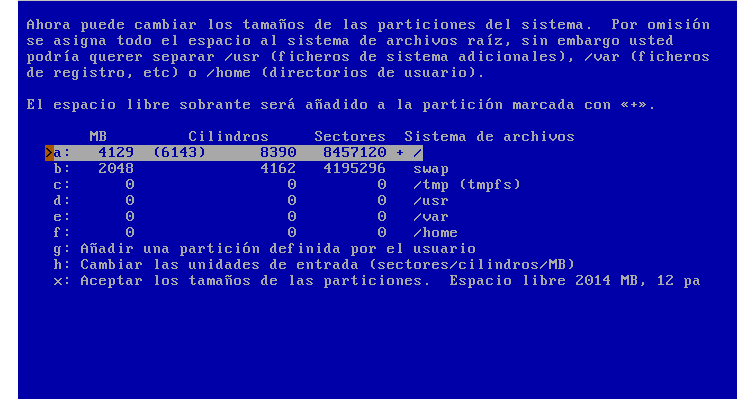 Ahora puede cambiar los tamaños de las particiones del sistema.  Por omisión
se asigna todo el espacio al sistema de archivos raíz, sin embargo usted
podría querer separar /usr (ficheros de sistema adicionales), /var (ficheros
de registro, etc) o /home (directorios de usuario).
El espacio libre sobrante será añadido a la partición marcada con «+».
MB         Cilindros     Sectores  Sistema de archivos
>a:   4129  (6143)      8390   8457120 + /
b:   2048              4162   4195296   swap
c:      0                 0         0   /tmp (tmpfs)
d:      0                 0         0   /usr
e:      0                 0         0   /var
f:      0                 0         0   /home
g: Añadir una partición definida por el usuario
h: Cambiar las unidades de entrada (sectores/cilindros/MB)
x: Aceptar los tamaños de las particiones.  Espacio libre 2014 MB, 12 pa